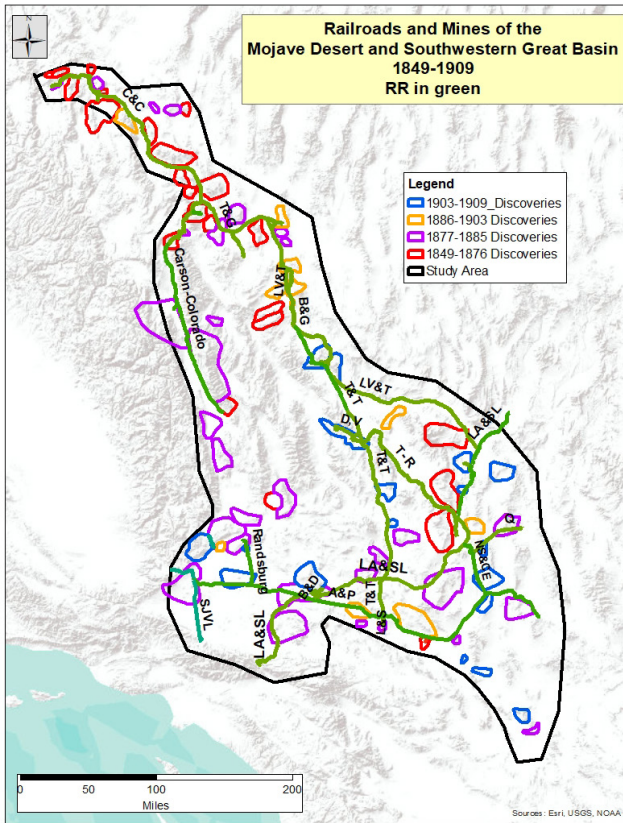 Railroads and Mines of the
Mojave Desert and Southwestern Great Basin
1849-1909
RR in green
N
C&C
Legend
1903-1909_Discoveries
1886-1903 Discoveries
1877-1885 Discoveries
1849-1876 Discoveries
Study Area
T&G
Carson-Colorado
LV&T
B&G
T&T
LV&T
LA&SL
D.V
T-R
T&T
Q
Randsburg
LA&SL
NS&CE
B&D
A&P
T&T
L&S
SJVL
LA&SL
0 50 100 200
Miles
Sources: Esri, USGS, NOAA